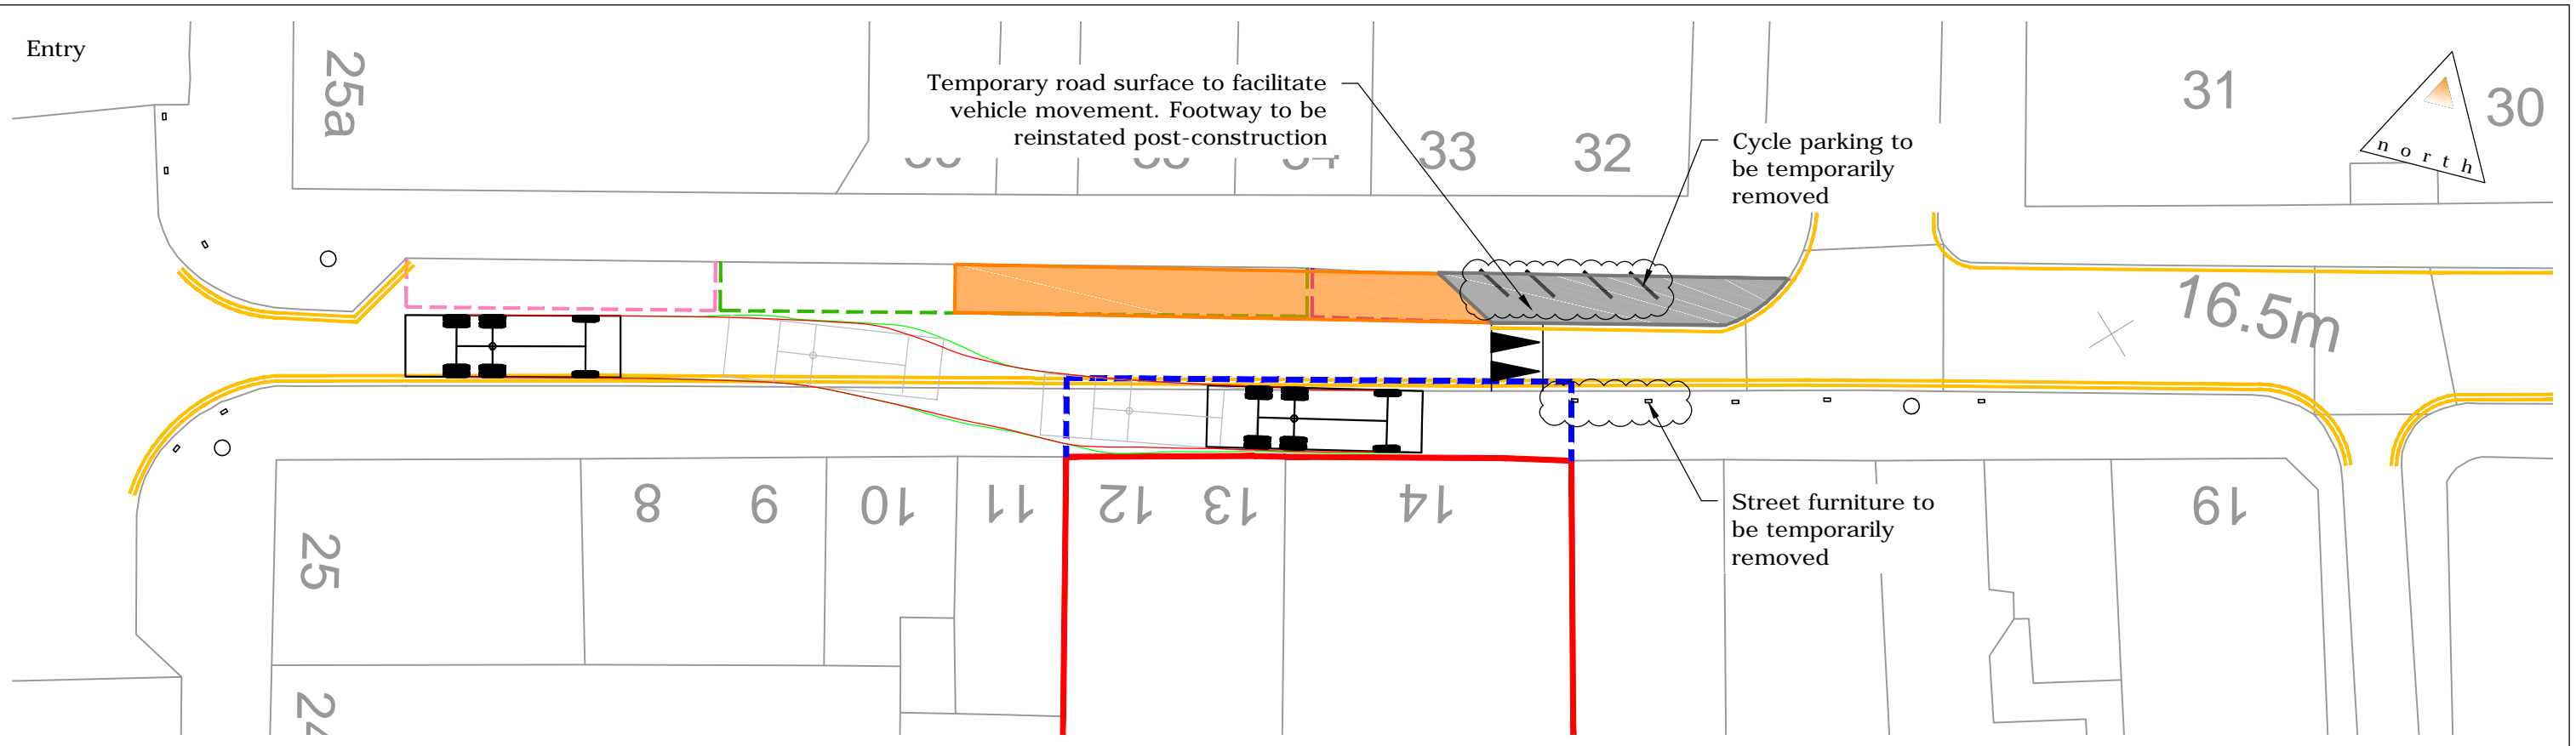 Entry
25a
Temporary road surface to facilitate
vehicle movement. Footway to be
reinstated post-construction
33
32
Cycle parking to
be temporarily
removed
31
30
north
16.5m
8
9
10
11
12
13
14
19
Street furniture to
be temporarily
removed
25
24